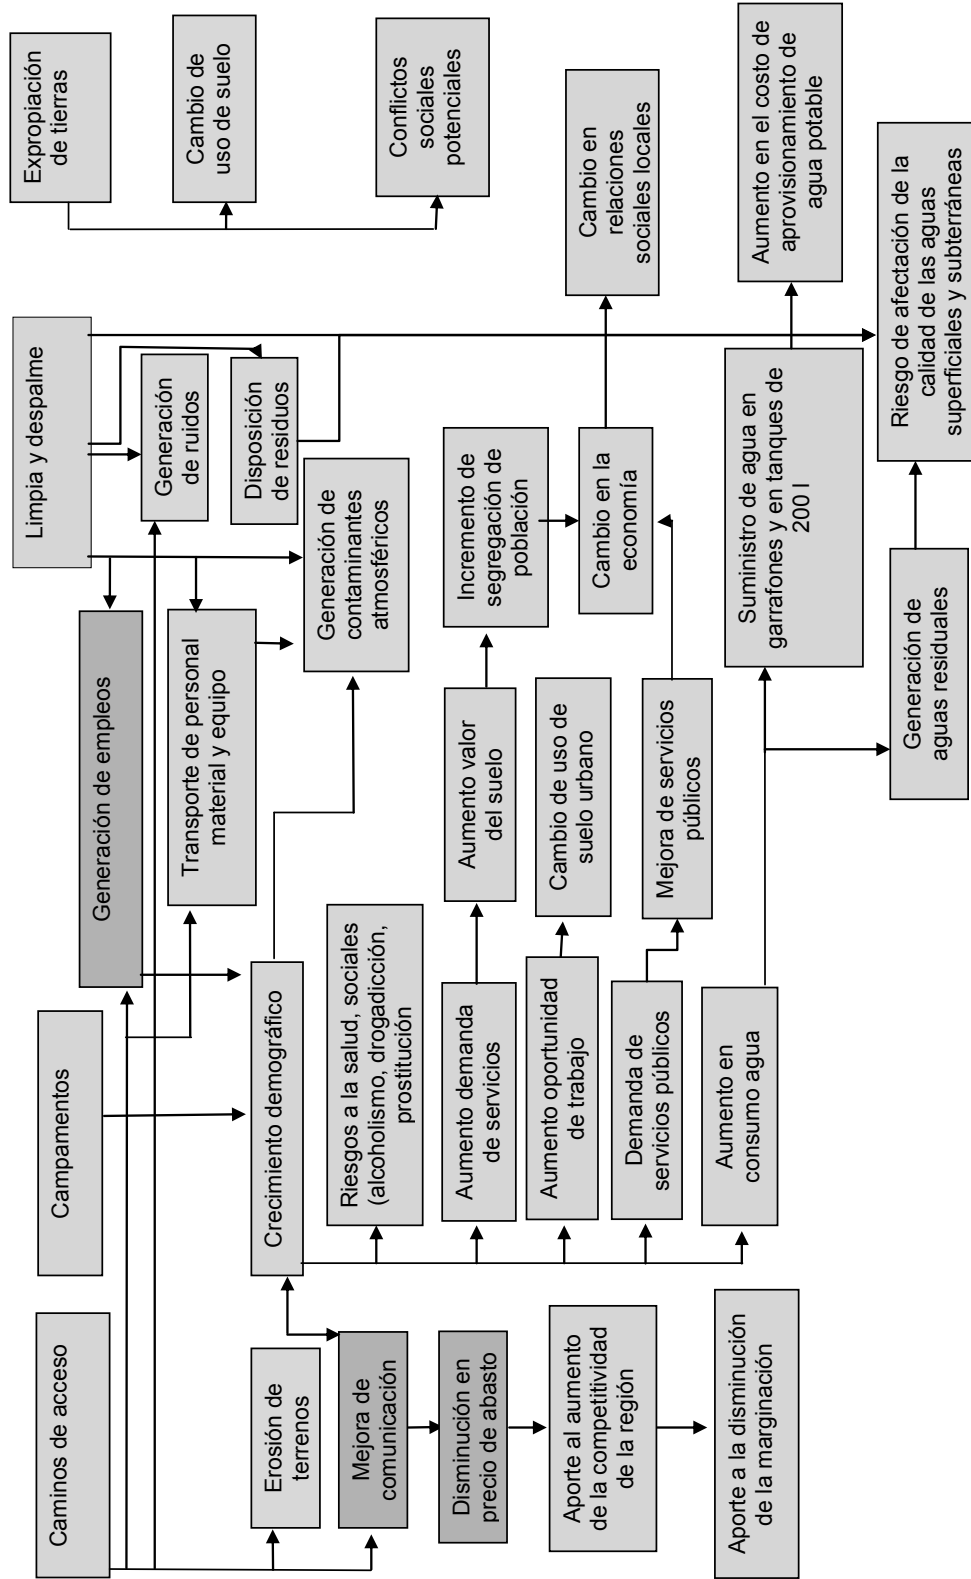 Caminos de acceso
Campamentos
Limpia y despalme
Expropiación
de tierras
Generación de empleos
Generación
de ruidos
Cambio de
uso de suelo
Transporte de personal
material y equipo
Disposición
de residuos
Erosión de
terrenos
Crecimiento demográfico
Generación de
contaminantes
atmosféricos
Conflictos
sociales
potenciales
Mejora de
comunicación
Riesgos a la salud, sociales
(alcoholismo, drogadicción,
prostitución
Disminución en
precio de abasto
Aumento demanda
de servicios
Aumento valor
del suelo
Incremento de
segregación de
población
Aporte al aumento
de la competitividad
de la región
Aumento oportunidad
de trabajo
Cambio de uso de
suelo urbano
Cambio en la
economía
Cambio en
relaciones
sociales locales
Demanda de
servicios públicos
Mejora de servicios
públicos
Aporte a la disminución
de la marginación
Aumento en
consumo agua
Suministro de agua en
garrafones y en tanques de
200 l
Aumento en el costo de
aprovisionamiento de
agua potable
Generación de
aguas residuales
Riesgo de afectación de la
calidad de las aguas
superficiales y subterráneas